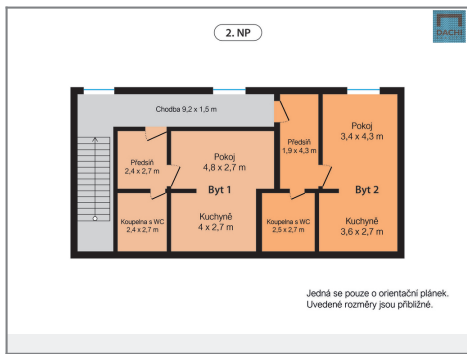 2. NP
DACHI
Chodba 9,2 x 1,5 m
Předsíň
2,4 x 2,7 m
Pokoj
4,8 x 2,7 m
Předsíň
1,9 x 4,3 m
Pokoj
3,4 x 4,3 m
Byt 1
Byt 2
Koupelna s WC
2,4 x 2,7 m
Kuchyně
4 x 2,7 m
Koupelna s WC
2,5 x 2,7 m
Kuchyně
3,6 x 2,7 m
Jedná se pouze o orientační plánek.
Uvedené rozměry jsou přibližné.